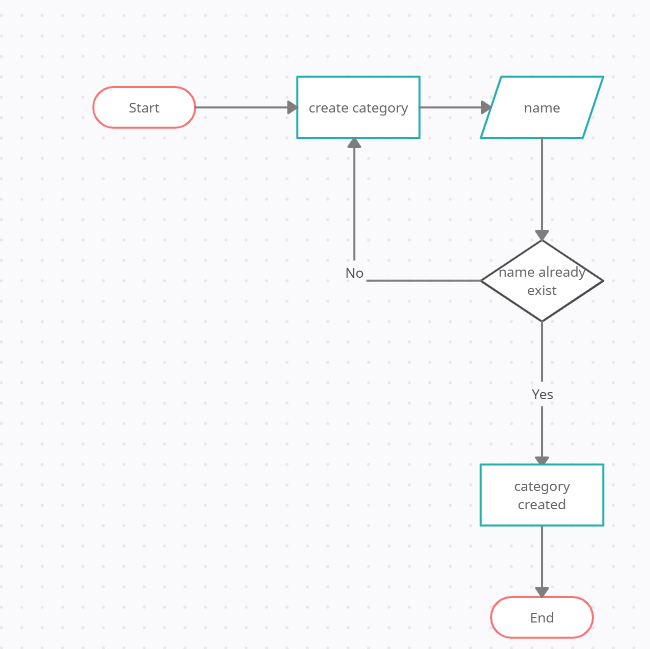 Start
create category
name
name already
exist
No
Yes
category
created
End